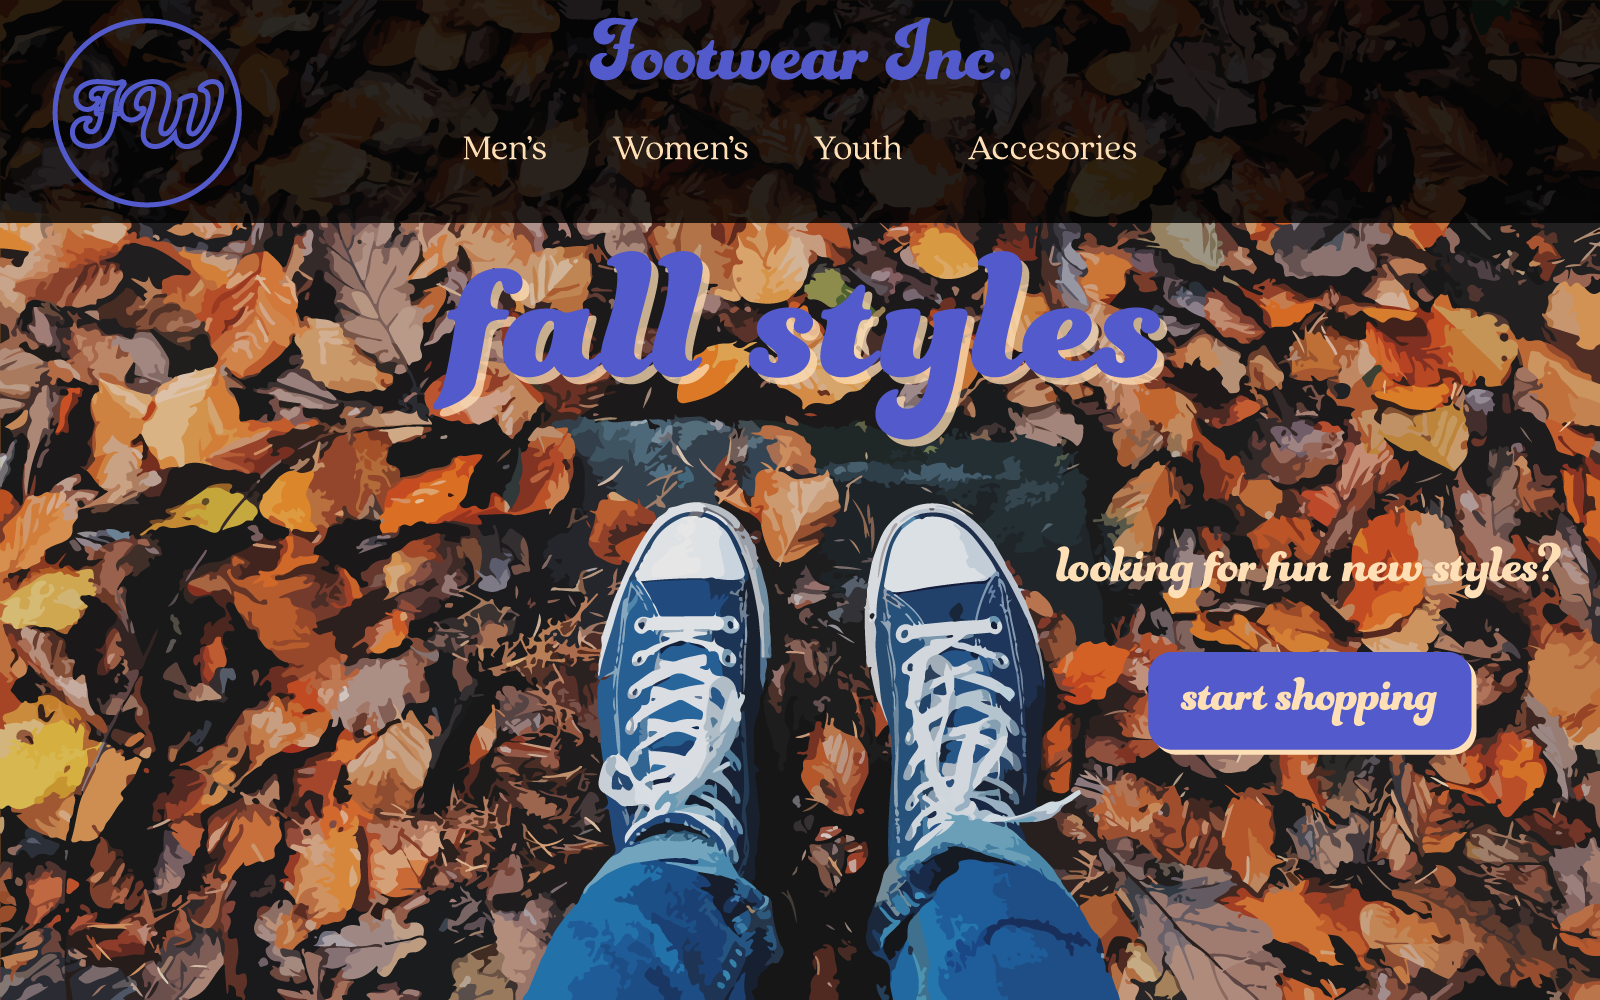 Footwear Inc.
FW
Men's Women's Youth Accesories
fall styles
looking for fun new styles?
start shopping